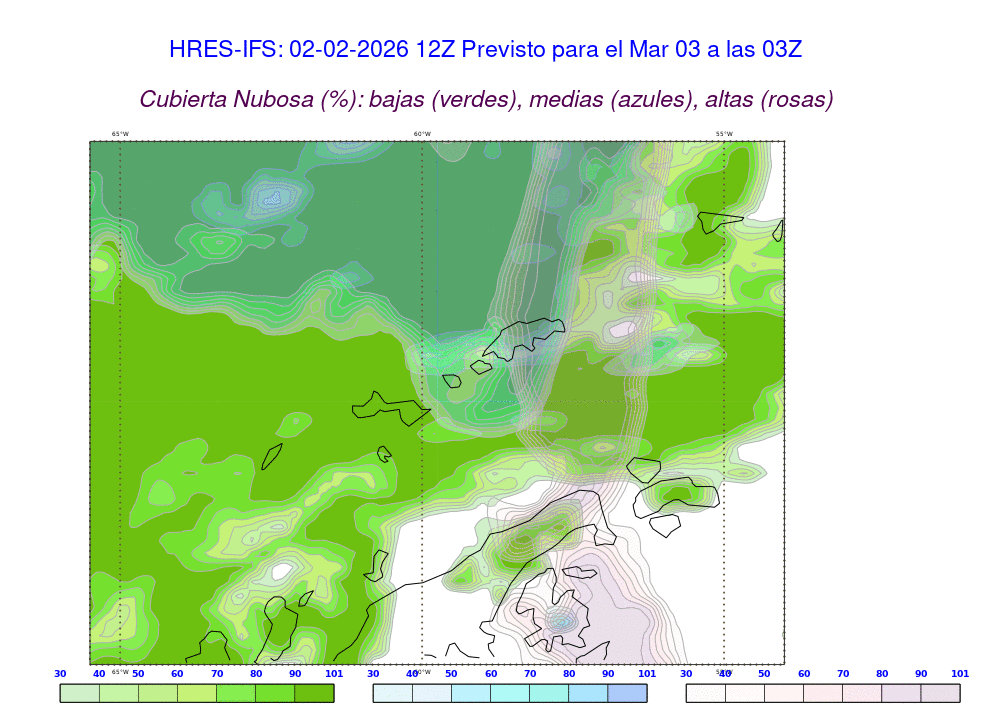 HRES-IFS: 02-02-2026 12Z Previsto para el Mar 03 a las 03Z
Cubierta Nubosa (%): bajas (verdes), medias (azules), altas (rosas)
65°W 60°W 55°W
65°W 55°W
30 40 50 60 70 80 90 101 30 40 50 60 70 80 90 101 30 40 50 60 70 80 90 101